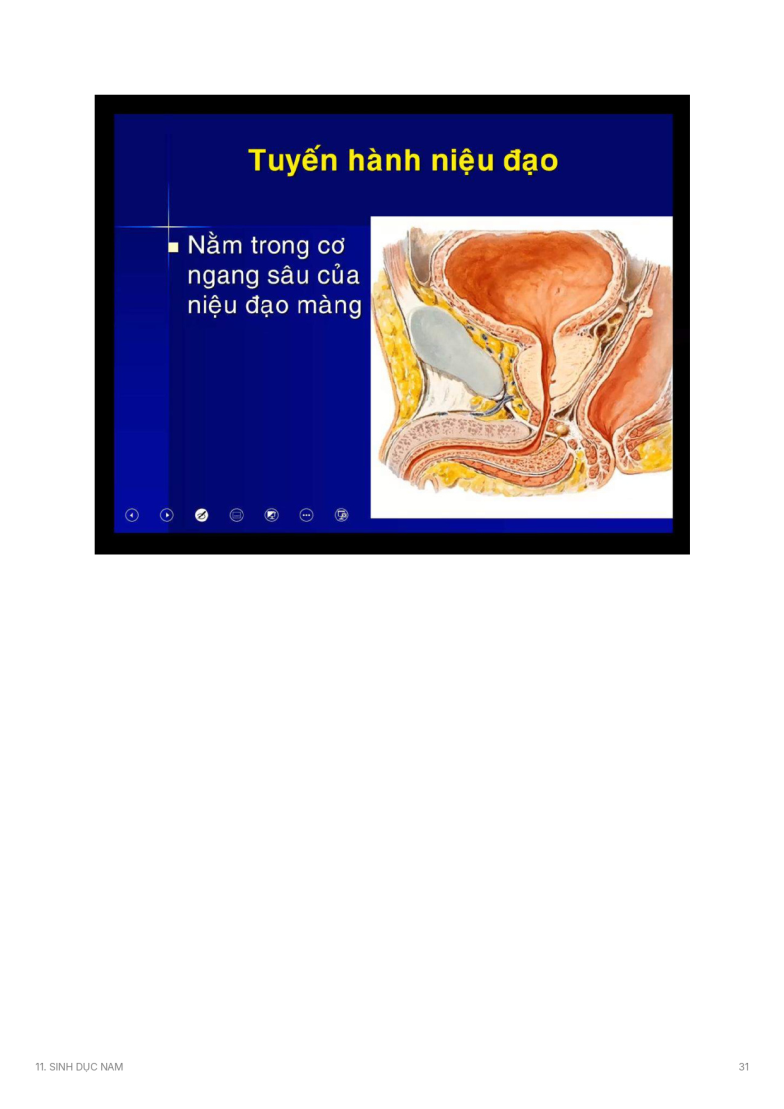 Tuyến hành niệu đạo
Nằm trong cơ
ngang sâu của
niệu đạo màng
11. SINH DỤC NAM
31